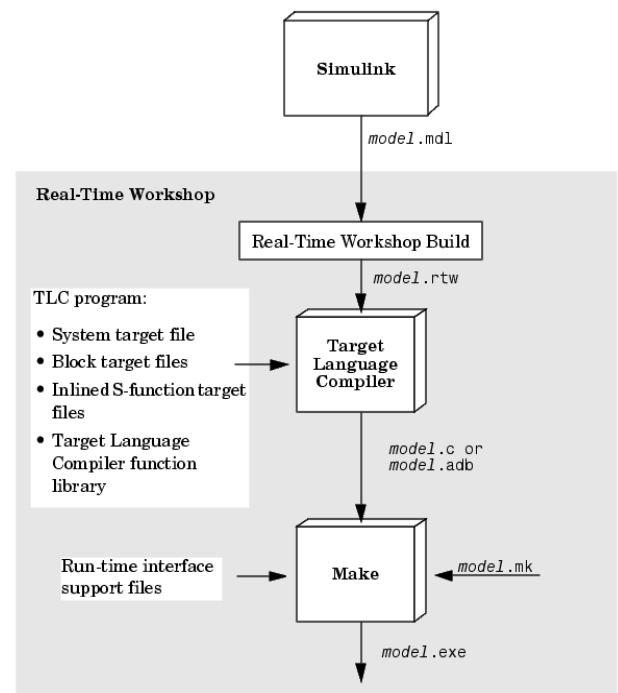 Simulink
model.mdl
Real-Time Workshop
Real-Time Workshop Build
model.rtw
TLC program:
• System target file
• Block target files
• Inlined S-function target
files
• Target Language
Compiler function
library
Target
Language
Compiler
model.c or
model.adb
Run-time interface
support files
Make
model.mk
model.exe